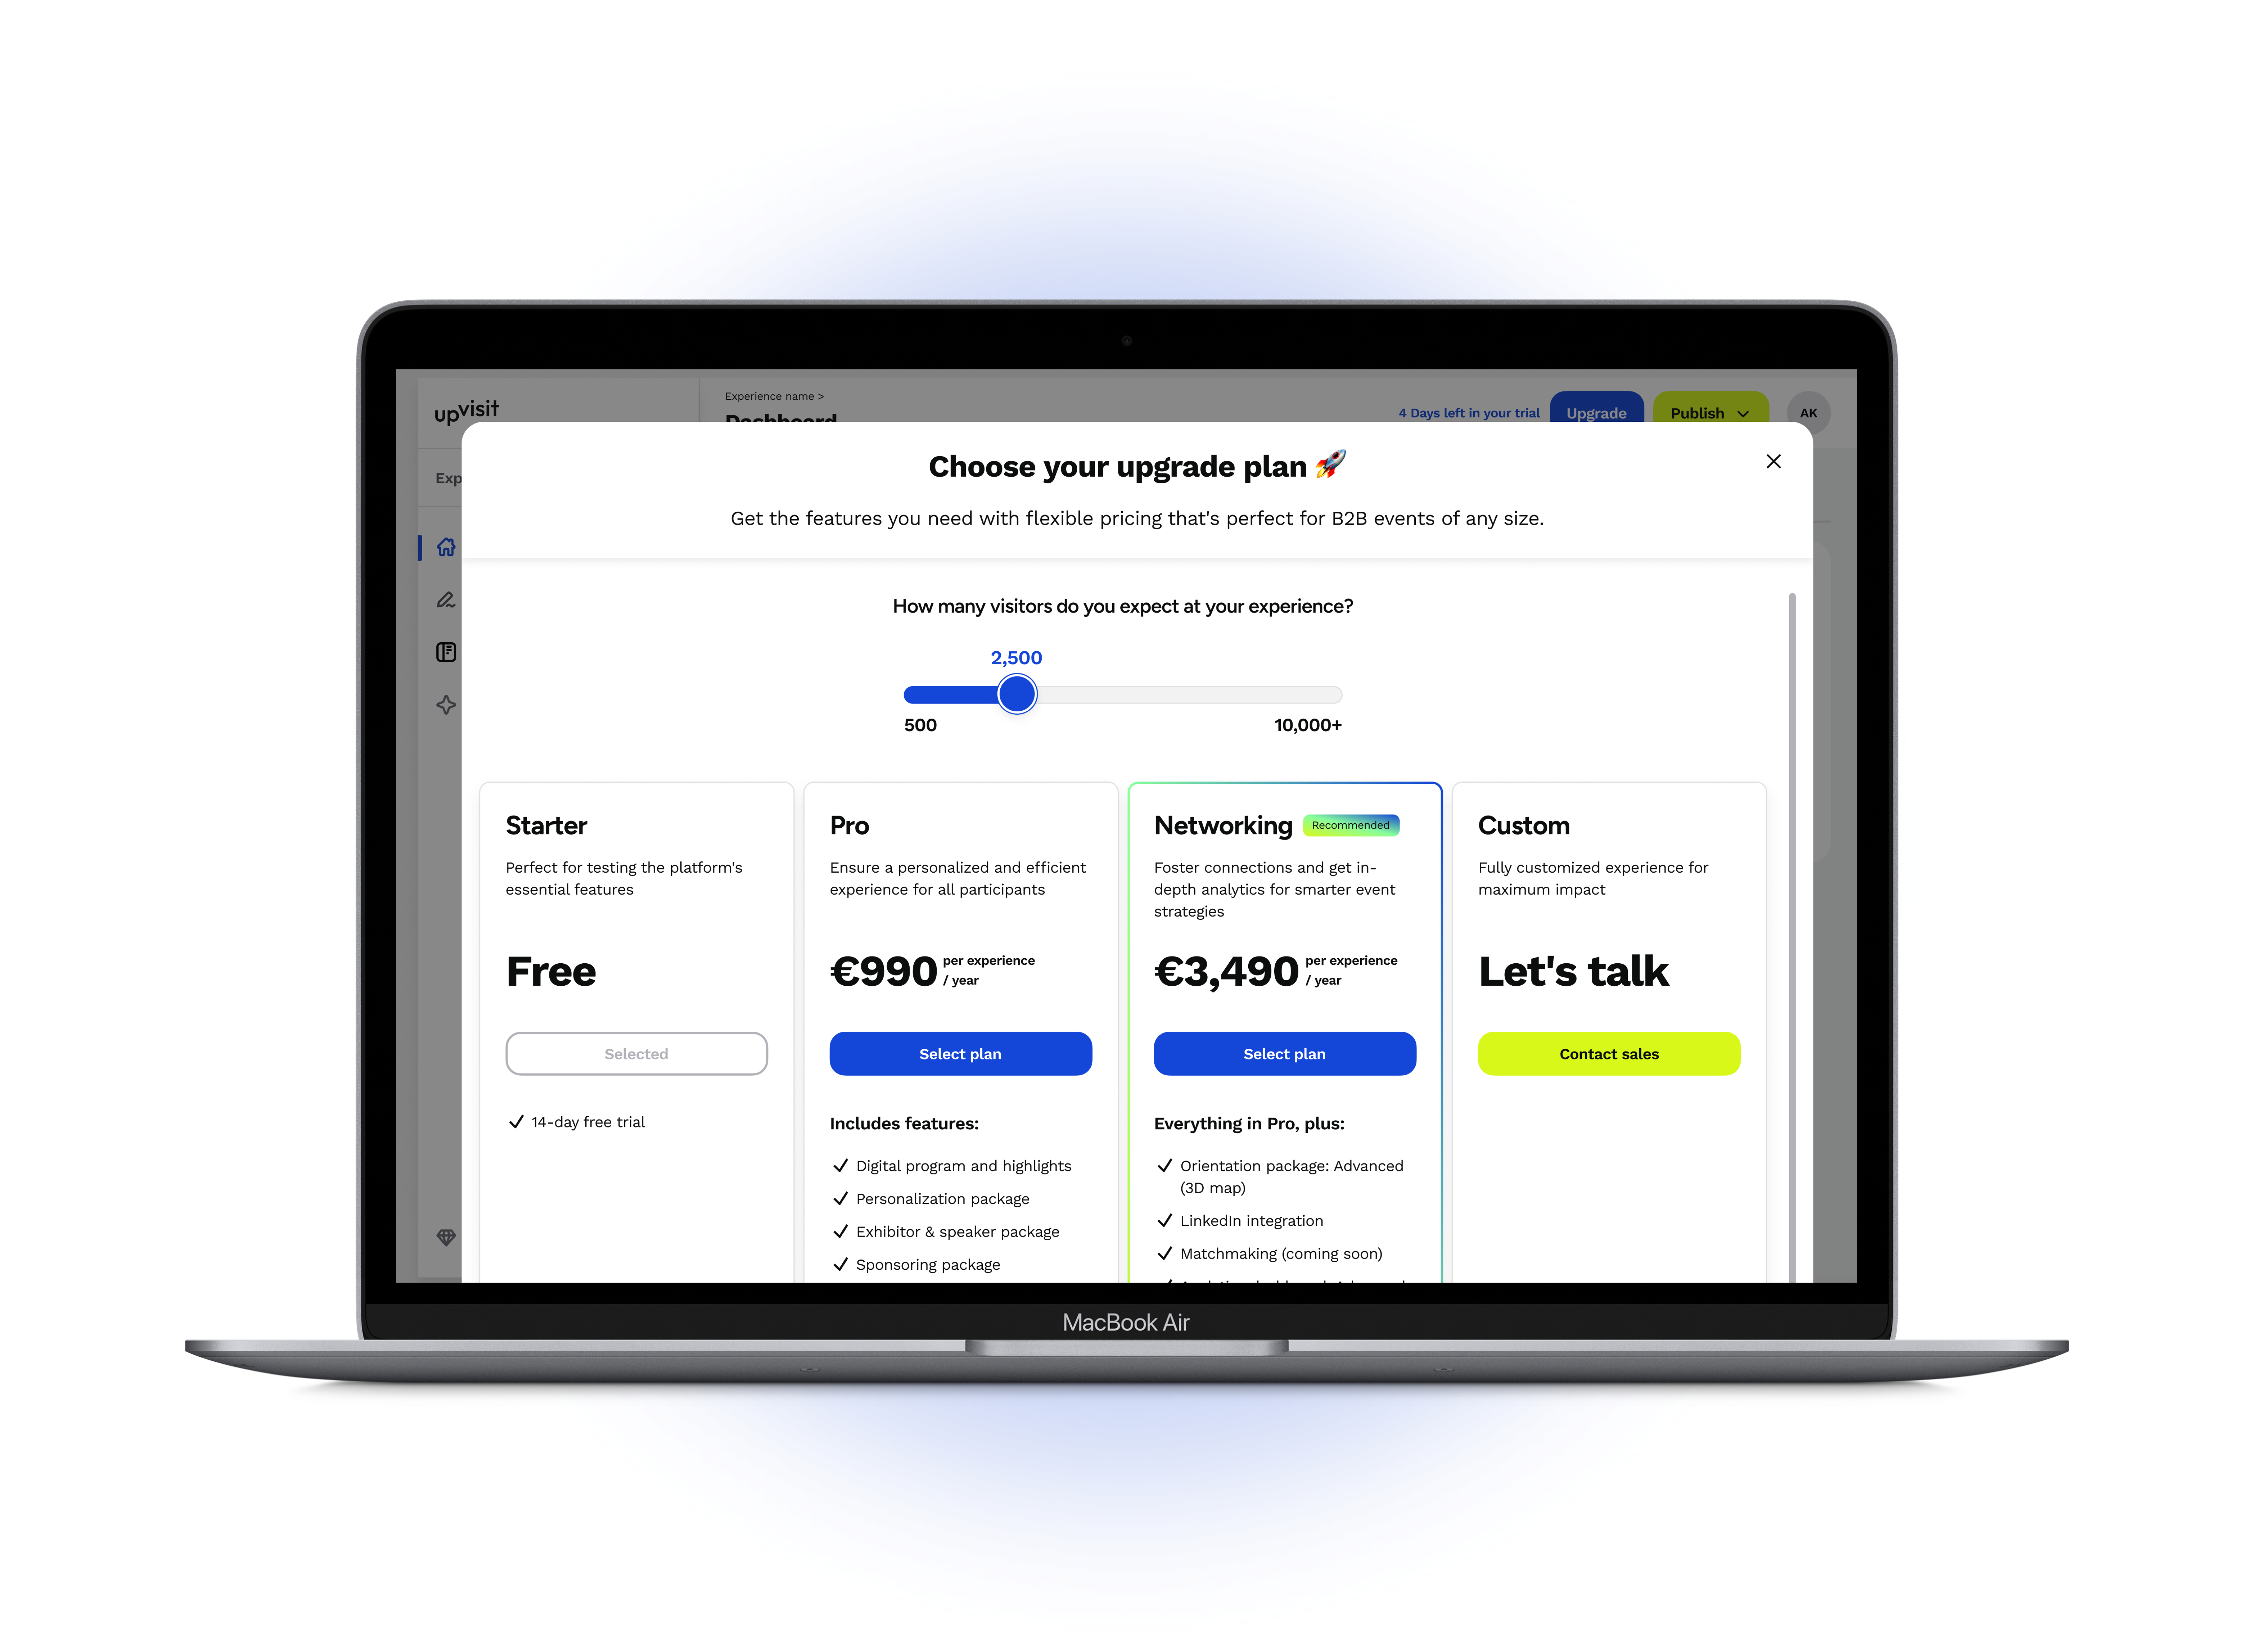 upvisit
Experience name >
Dashboard
4 Days left in your trial
Upgrade
Publish
AK
Exp
Choose your upgrade plan 🚀
Get the features you need with flexible pricing that's perfect for B2B events of any size.
How many visitors do you expect at your experience?
2,500
500
10,000+
Starter
Perfect for testing the platform's
essential features
Free
Selected
14-day free trial
Pro
Ensure a personalized and efficient
experience for all participants
€990 per experience
/ year
Select plan
Includes features:
Digital program and highlights
Personalization package
Exhibitor & speaker package
Sponsoring package
Networking
Recommended
Foster connections and get in-
depth analytics for smarter event
strategies
€3,490 per experience
/ year
Select plan
Everything in Pro, plus:
Orientation package: Advanced
(3D map)
LinkedIn integration
Matchmaking (coming soon)
Custom
Fully customized experience for
maximum impact
Let's talk
Contact sales
MacBook Air